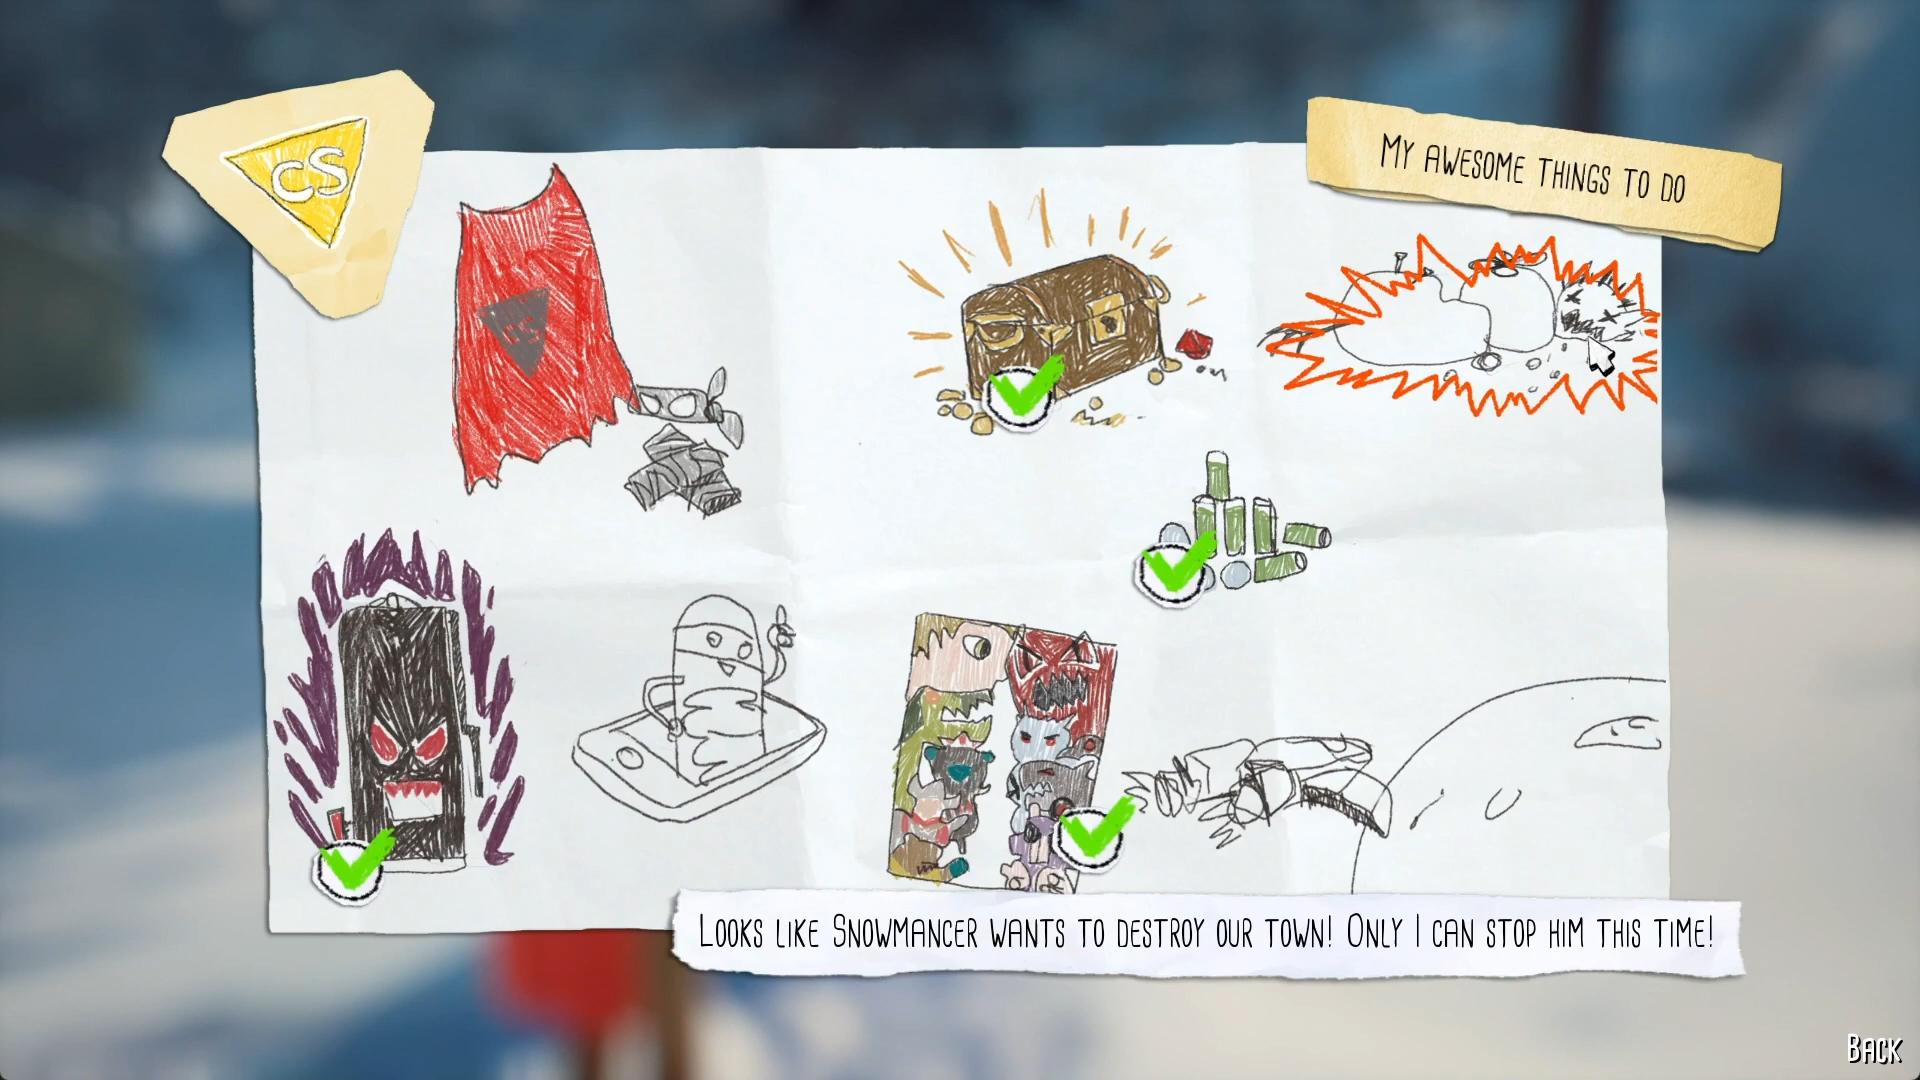 CS
My awesome things to do
CS
Looks like Snowmancer wants to destroy our town! Only I can stop him this time!
Back